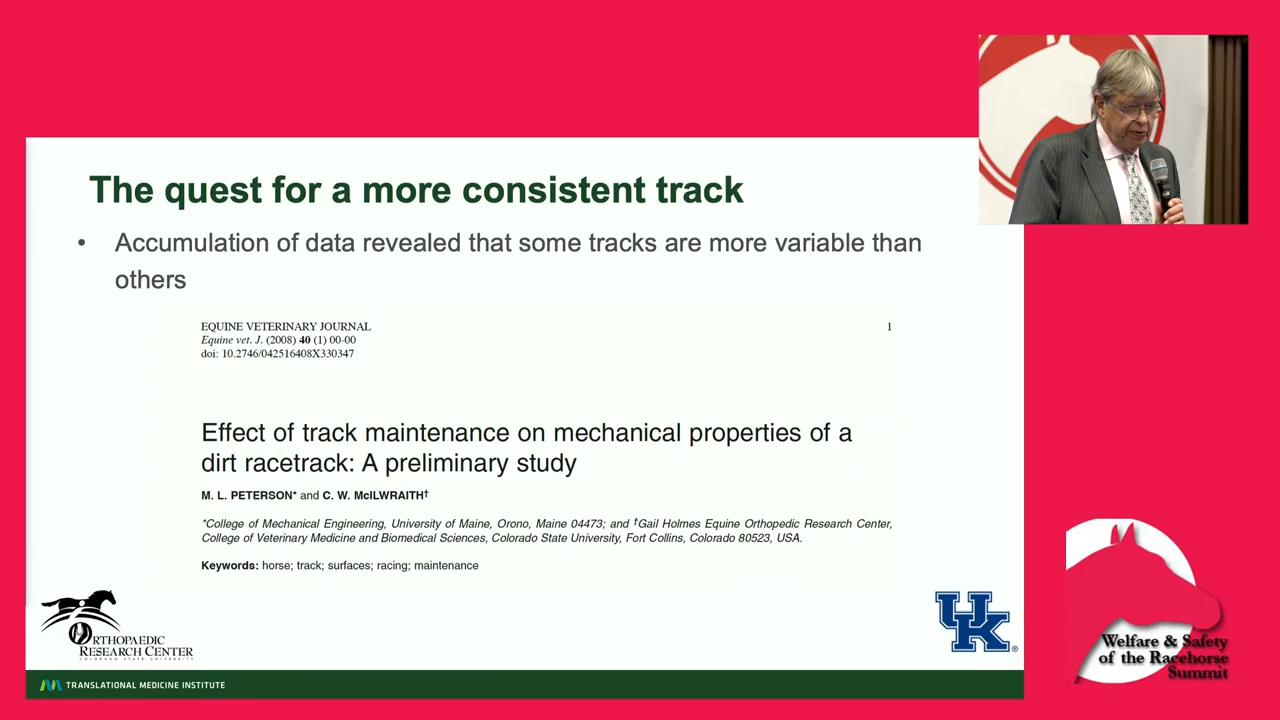 The quest for a more consistent track
• Accumulation of data revealed that some tracks are more variable than
others
EQUINE VETERINARY JOURNAL 1
Equine vet. J. (2008) 40 (1) 00-00
doi: 10.2746/042516408X330347
Effect of track maintenance on mechanical properties of a
dirt racetrack: A preliminary study
M. L. PETERSON* and C. W. McILWRAITH†
*College of Mechanical Engineering, University of Maine, Orono, Maine 04473; and †Gail Holmes Equine Orthopedic Research Center,
College of Veterinary Medicine and Biomedical Sciences, Colorado State University, Fort Collins, Colorado 80523, USA.
Keywords: horse; track; surfaces; racing; maintenance
ORTHOPAEDIC
RESEARCH CENTER
COLORADO STATE UNIVERSITY
UK®
TRANSLATIONAL MEDICINE INSTITUTE
Welfare & Safety
of the Racehorse
Summit